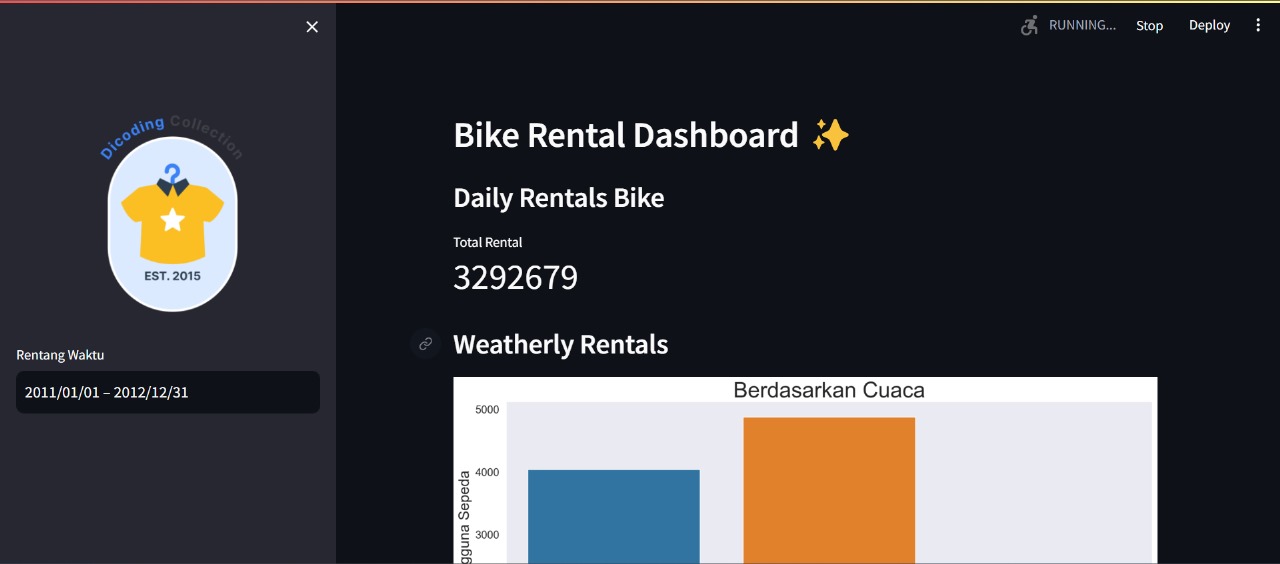 RUNNING...
Stop
Deploy
Dicoding Collection
EST. 2015
Rentang Waktu
2011/01/01 – 2012/12/31
Bike Rental Dashboard
Daily Rentals Bike
Total Rental
3292679
Weatherly Rentals
Berdasarkan Cuaca
5000
4000
3000
Sepeda